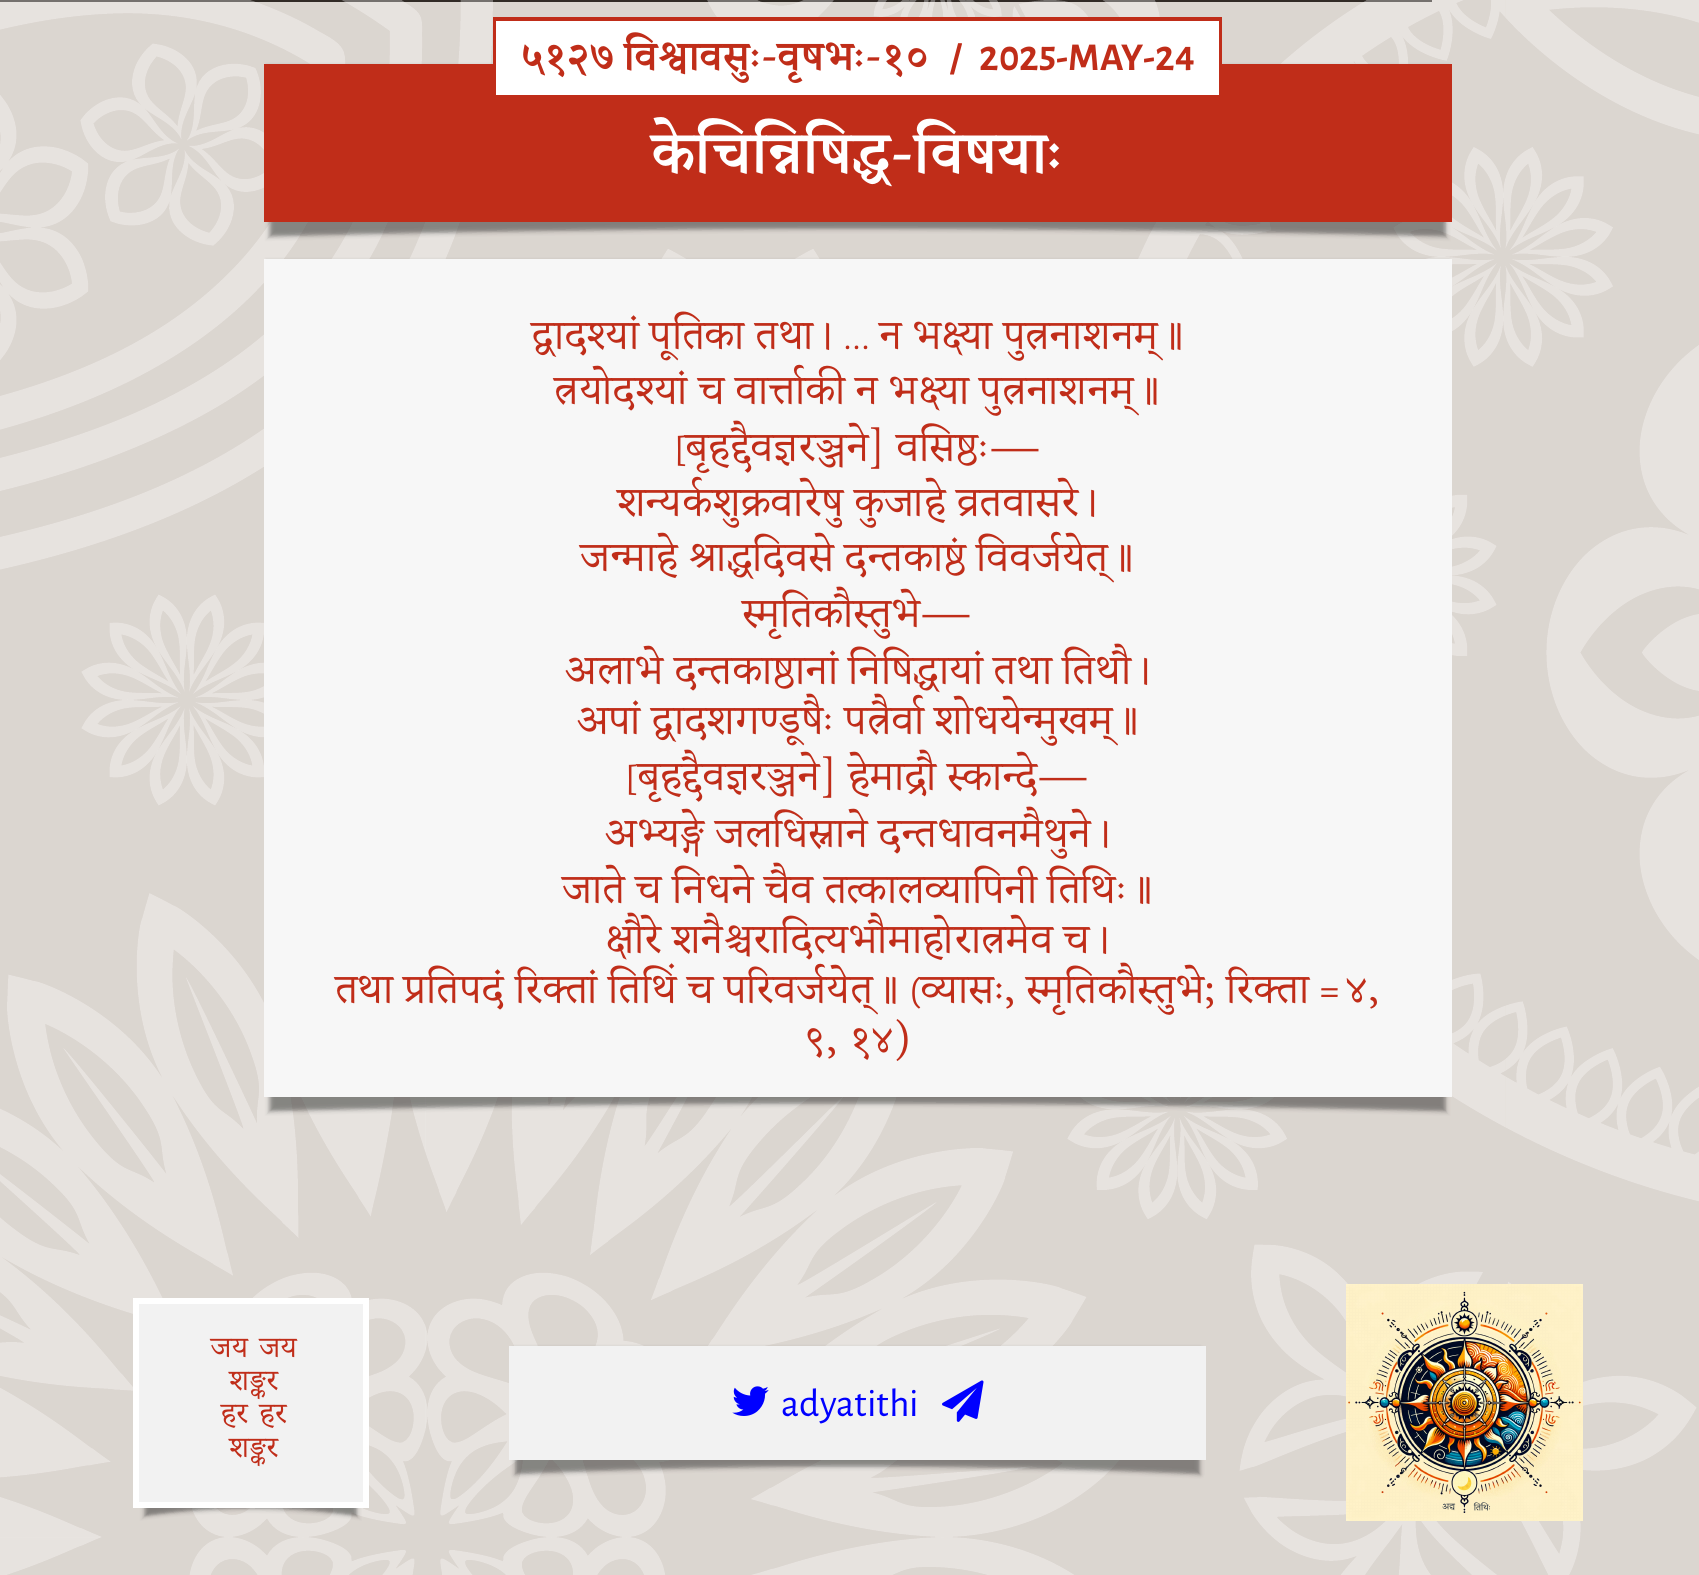 ५१२७ विश्वावसुः-वृषभः-१० / 2025-MAY-24
केचिन्निषिद्ध-विषयाः
द्वादश्यां पूतिका तथा। ... न भक्ष्या पुत्रनाशनम्॥
त्रयोदश्यां च वार्त्ताकी न भक्ष्या पुत्रनाशनम्॥
[बृहद्दैवज्ञरञ्जने] वसिष्ठः—
शन्यर्कशुक्रवारेषु कुजाहे व्रतवासरे।
जन्माहे श्राद्धदिवसे दन्तकाष्ठं विवर्जयेत्॥
स्मृतिकौस्तुभे—
अलाभे दन्तकाष्ठानां निषिद्धायां तथा तिथौ।
अपां द्वादशगण्डूषैः पत्रैर्वा शोधयेन्मुखम्॥
[बृहद्दैवज्ञरञ्जने] हेमाद्रौ स्कान्दे—
अभ्यङ्गे जलधिस्नाने दन्तधावनमैथुने।
जाते च निधने चैव तत्कालव्यापिनी तिथिः॥
क्षौरे शनैश्चरादित्यभौमाहोरात्रमेव च।
तथा प्रतिपदं रिक्तां तिथिं च परिवर्जयेत्॥ (व्यासः, स्मृतिकौस्तुभे; रिक्ता = ४,
९, १४)
जय जय
शङ्कर
हर हर
शङ्कर
adyatithi
अद्य तिथिः